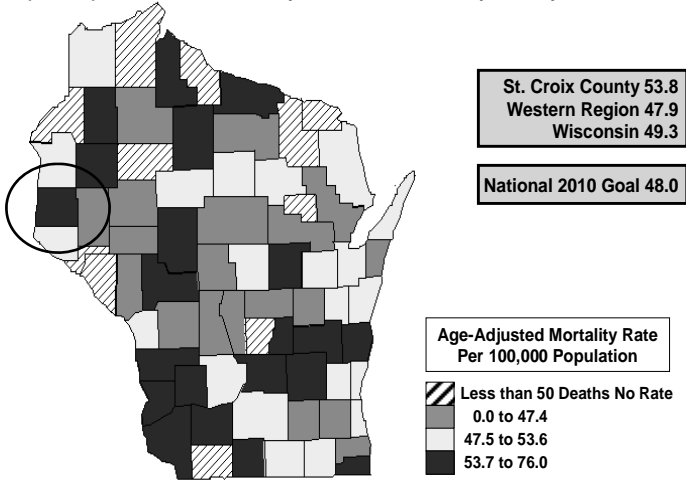 St. Croix County 53.8
Western Region 47.9
Wisconsin 49.3
National 2010 Goal 48.0
Age-Adjusted Mortality Rate
Per 100,000 Population
Less than 50 Deaths No Rate
0.0 to 47.4
47.5 to 53.6
53.7 to 76.0